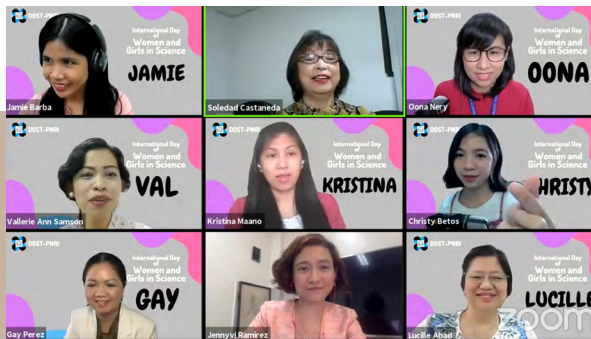 DOST-PNRI
International Day
of
Women and
Girls in Science
JAMIE
Jamie Barba
Soledad Castaneda
DOST-PNRI
International Day
of
Women and
Girls in Science
OONA
Oona Nery
DOST-PNRI
International Day
of
Women and
Girls in Science
VAL
Vallerie Ann Samson
DOST-PNRI
International Day
of
Women and
Girls in Science
KRISTINA
Kristina Maano
DOST-PNRI
International Day
of
Women and
Girls in Science
HRISTY
Christy Betos
DOST-PNRI
International Day
of
Women and
Girls in Science
GAY
Gay Perez
Jennyvi Ramirez
DOST-PNRI
International Day
of
Women and
Girls in Science
LUCILLE
Lucille Abad
zoom